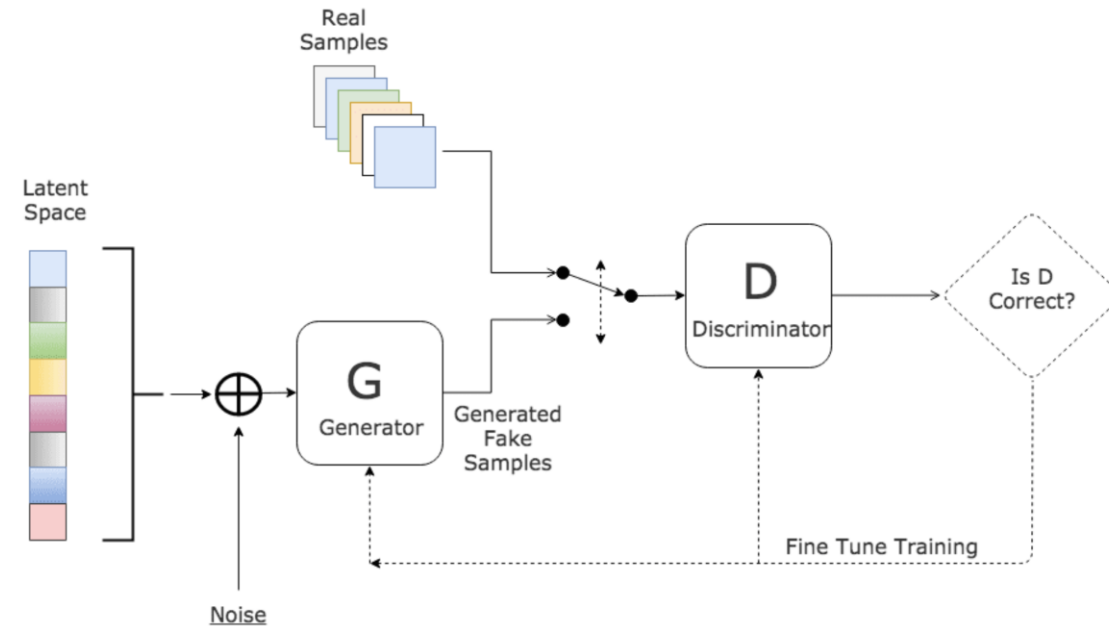 Real
Samples
Latent
Space
G
Generator
Generated
Fake
Samples
D
Discriminator
Is D
Correct?
Fine Tune Training
Noise